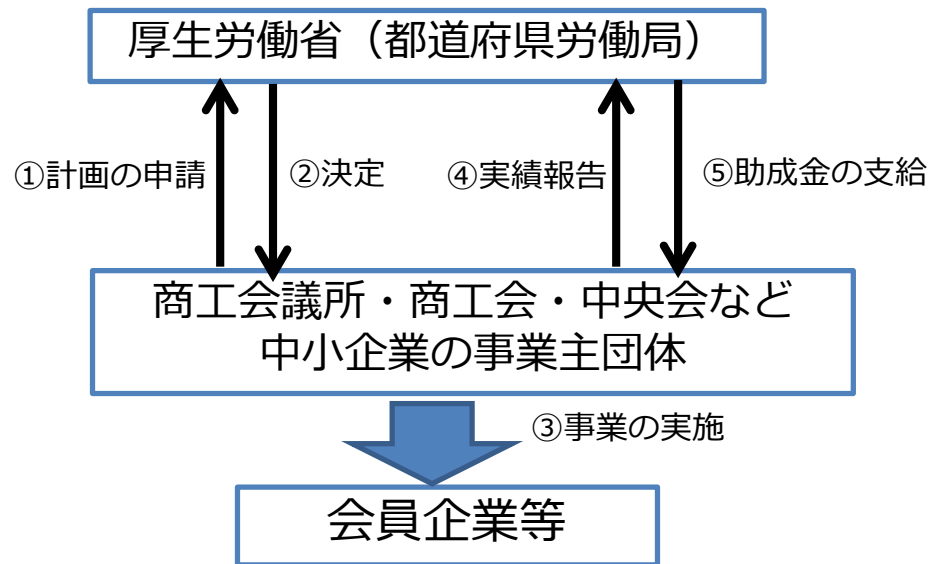 厚生労働省（都道府県労働局）
①計画の申請
②決定
④実績報告
⑤助成金の支給
商工会議所・商工会・中央会など
中小企業の事業主団体
③事業の実施
会員企業等